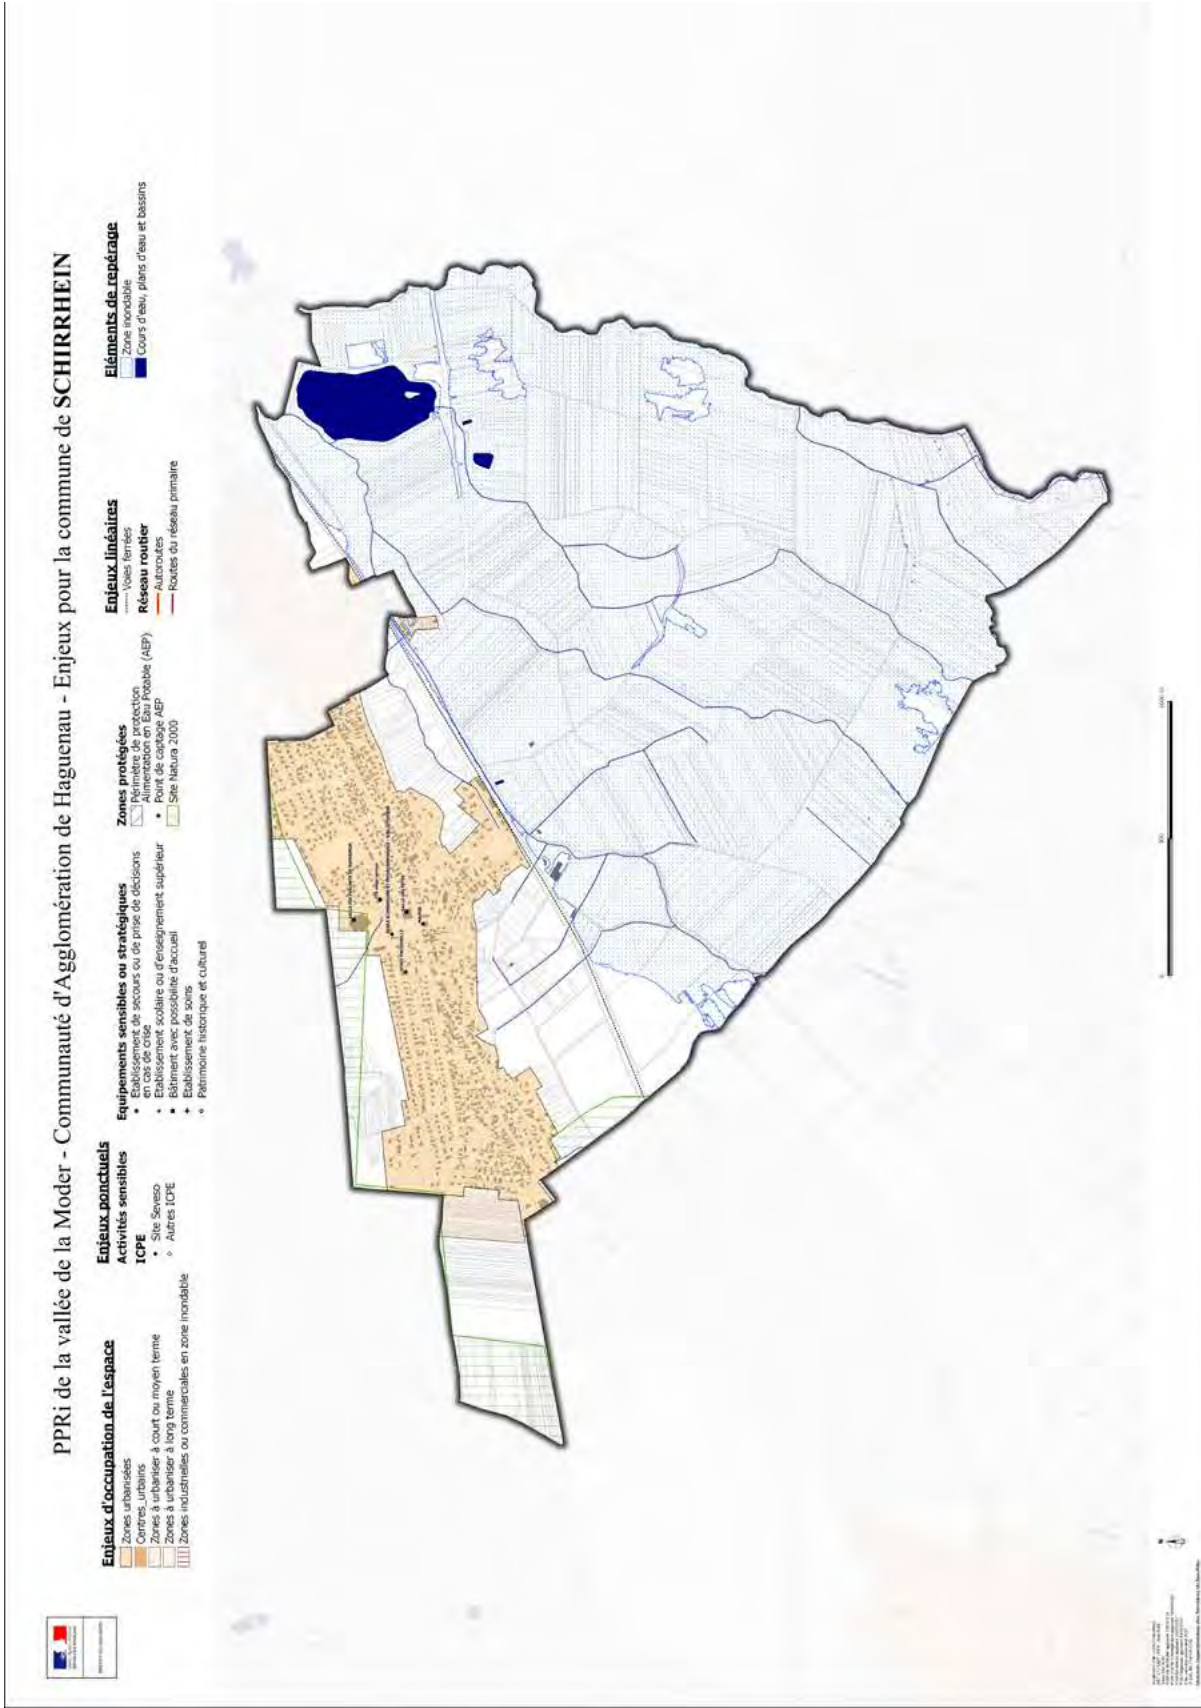 PPRi de la vallée de la Moder - Communauté d'Agglomération de Haguenau - Enjeux pour la commune de SCHIRRHEIN
Enjeux d'occupation de l'espace
Zones urbanisées
Centres_urbains
Zones à urbaniser à court ou moyen terme
Zones à urbaniser à long terme
Zones industrielles ou commerciales en zone inondable
Enjeux ponctuels
Activités sensibles
ICPE
Site Seveso
Autres ICPE
Equipements sensibles ou stratégiques
Etablissement de secours ou de prise de décisions
en cas de crise
Etablissement scolaire ou d'enseignement supérieur
Bâtiment avec possibilité d'accueil
Etablissement de soins
Patrimoine historique et culturel
Zones protégées
Périmètre de protection
Alimentation en Eau Potable (AEP)
Point de captage AEP
Site Natura 2000
Enjeux linéaires
Voies ferrées
Réseau routier
Autoroutes
Routes du réseau primaire
Eléments de repérage
Zone inondable
Cours d'eau, plans d'eau et bassins